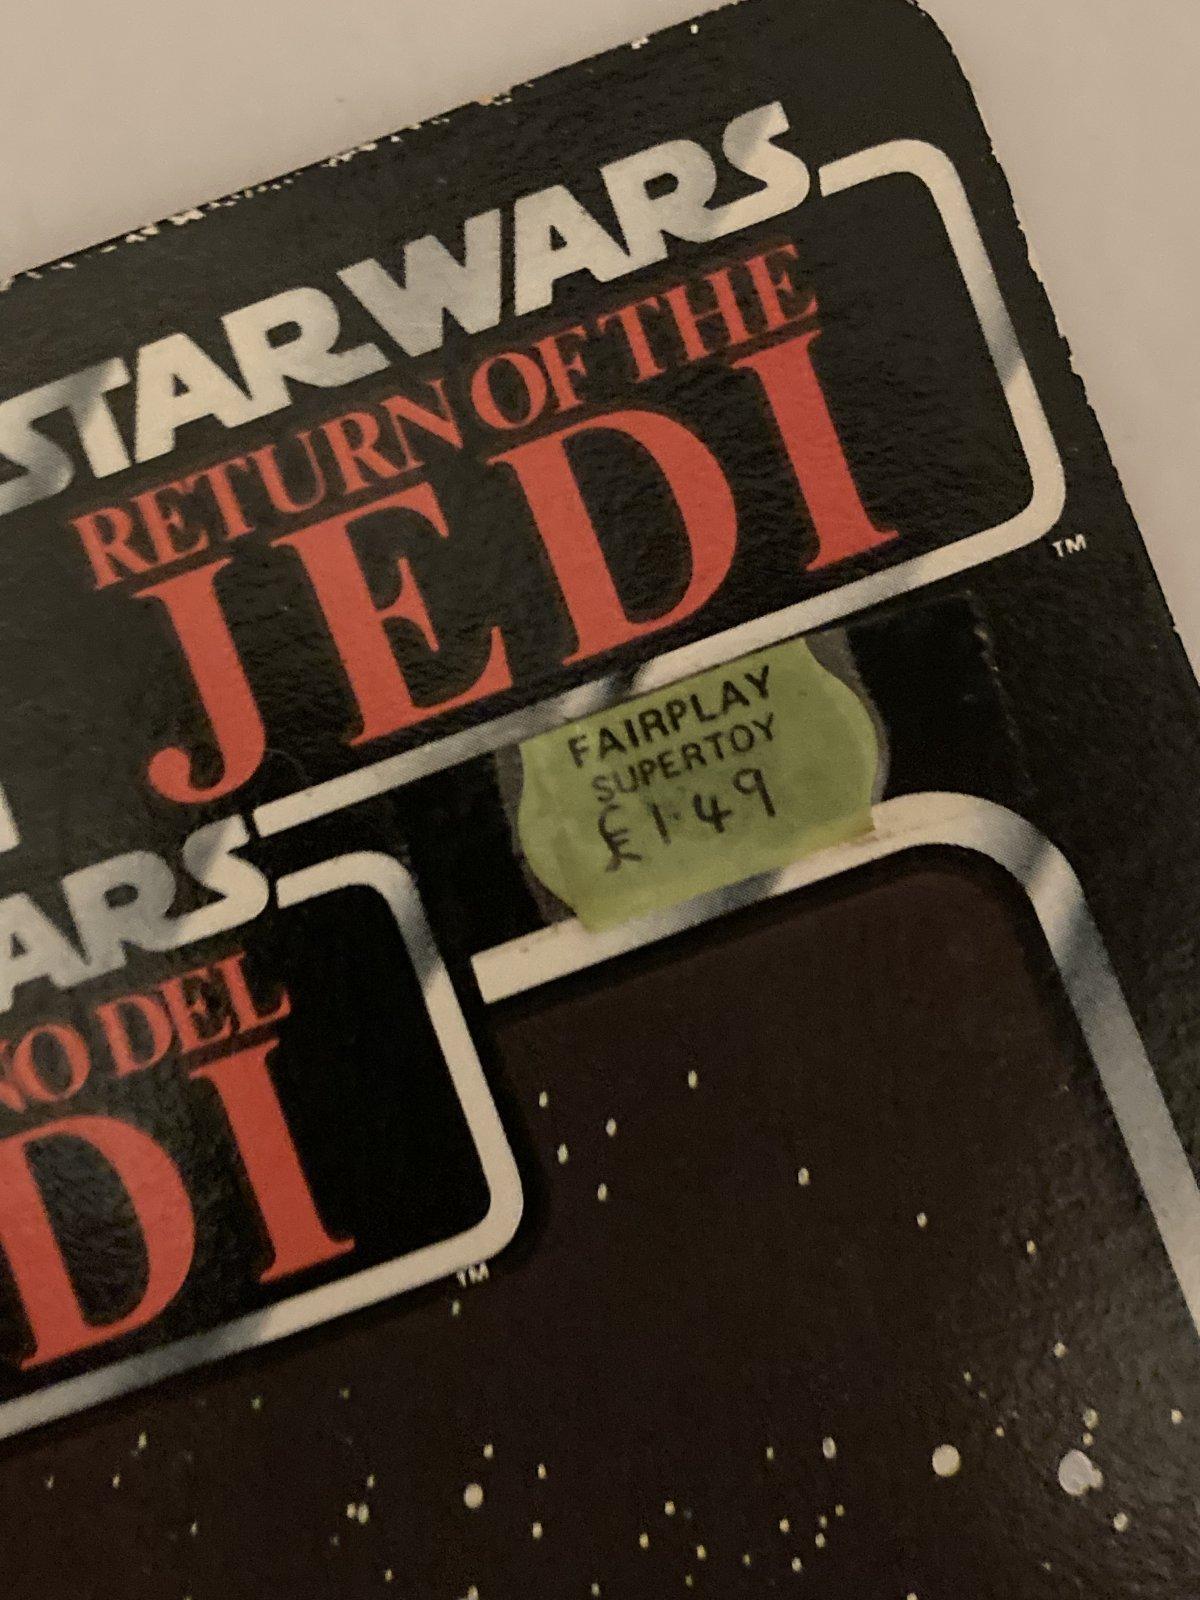 STAR WARS
RETURN OF THE
JEDI
TM
FAIRPLAY
SUPERTOY
£1.49
NO DEL
DI
TM